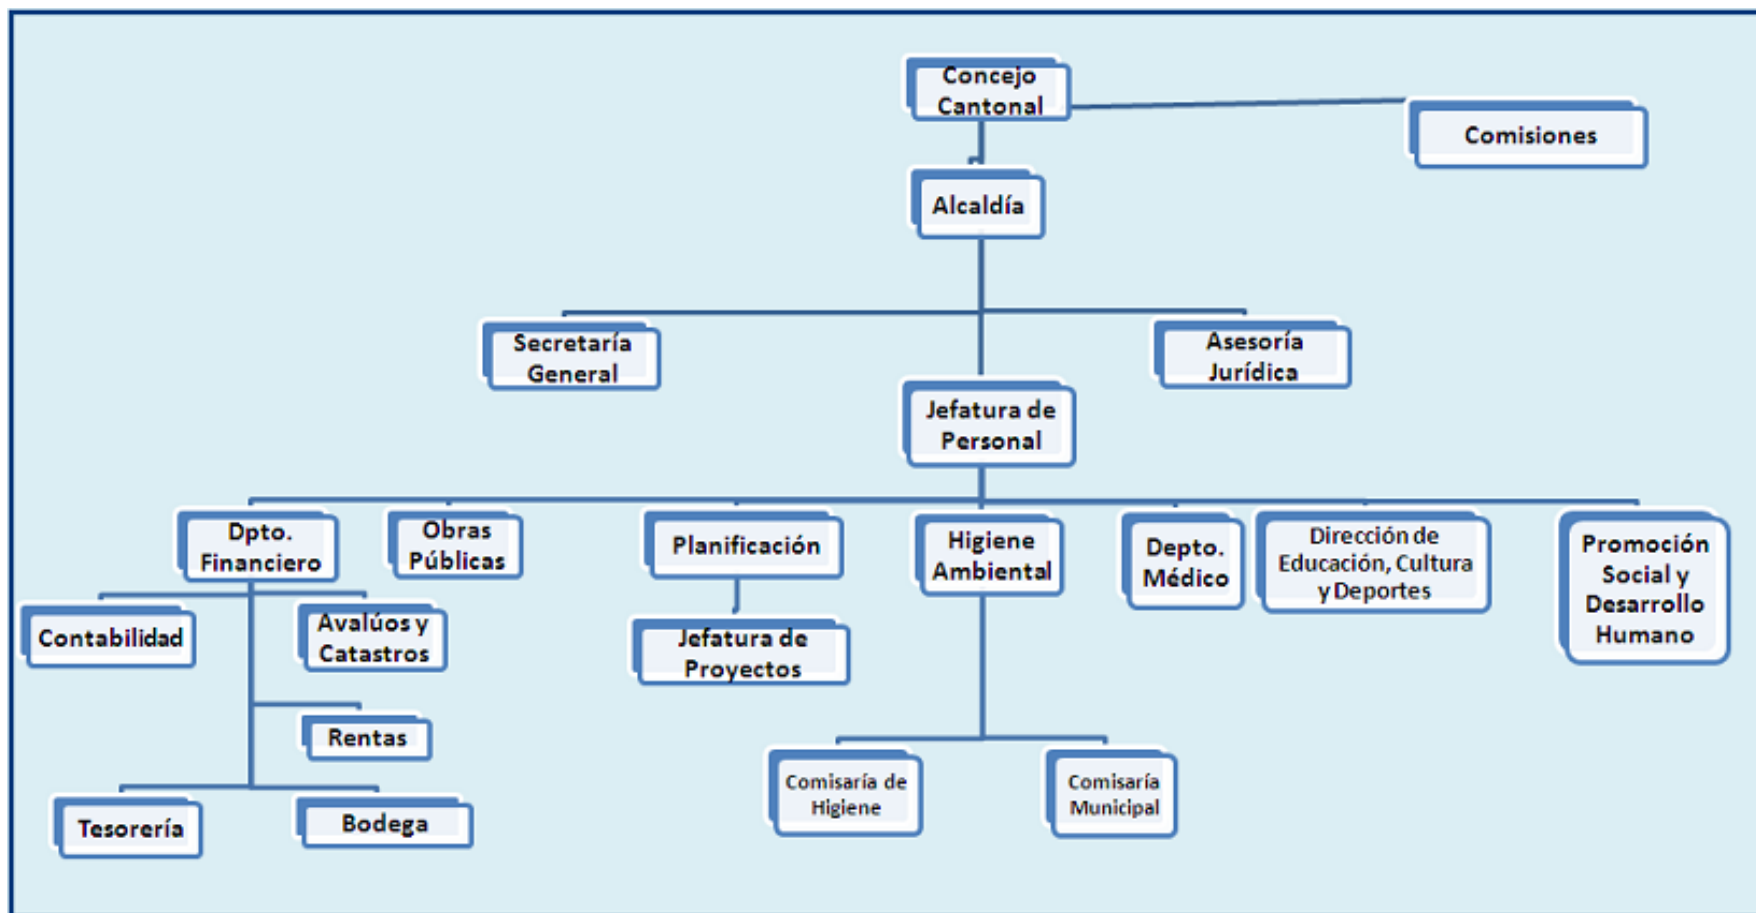 Concejo
Cantonal
Comisiones
Alcaldía
Secretaría
General
Asesoría
Jurídica
Jefatura de
Personal
Dpto.
Financiero
Obras
Públicas
Planificación
Higiene
Ambiental
Depto.
Médico
Dirección de
Educación, Cultura
y Deportes
Promoción
Social y
Desarrollo
Humano
Contabilidad
Avalúos y
Catastros
Jefatura de
Proyectos
Rentas
Comisaría de
Higiene
Comisaría
Municipal
Tesorería
Bodega